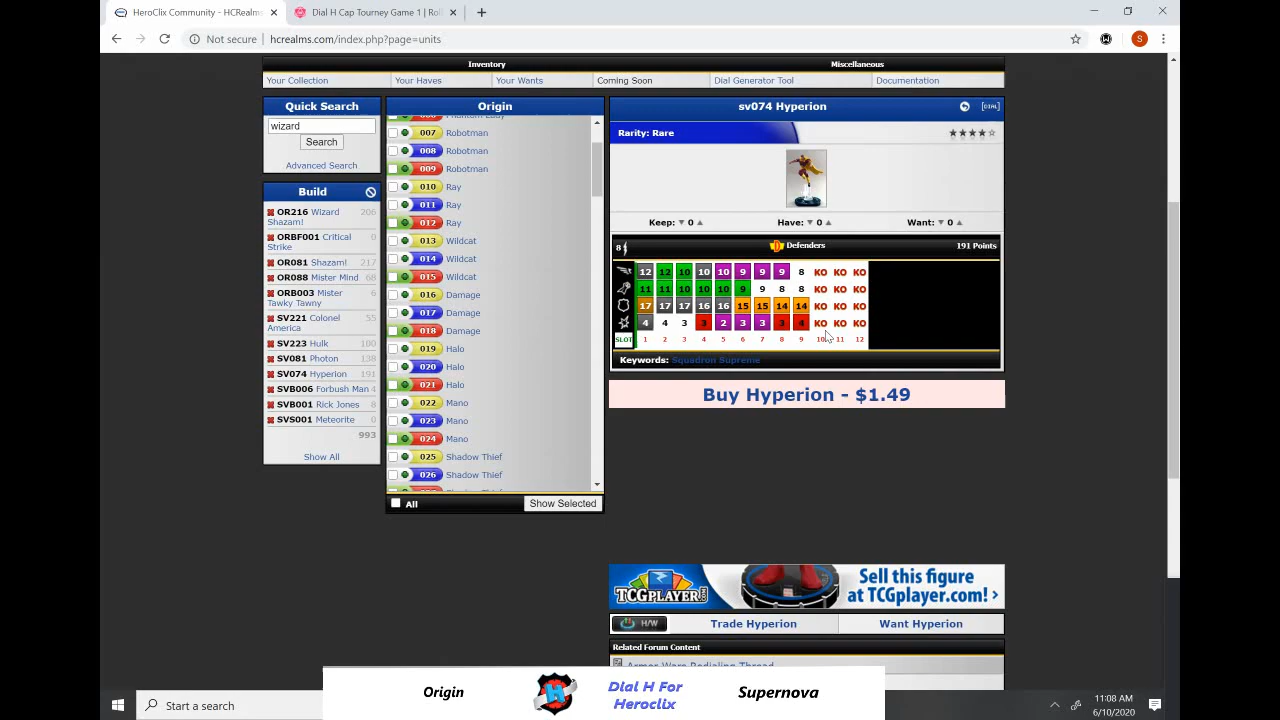 HeroClix Community - HCRealm
Dial H Cap Tourney Game 1 | Rol
Not secure | hcrealms.com/index.php?page=units
Inventory
Miscellaneous
Your Collection
Your Haves
Your Wants
Coming Soon
Dial Generator Tool
Documentation
Quick Search
wizard
Search
Advanced Search
Build
OR216 Wizard 206
Shazam!
ORBF001 Critical 0
Strike
OR081 Shazam! 217
OR088 Mister Mind 68
ORB003 Mister 6
Tawky Tawny
SV221 Colonel 55
America
SV223 Hulk 100
SV081 Photon 138
SV074 Hyperion 191
SVB006 Forbush Man 4
SVB001 Rick Jones 8
SVS001 Meteorite 0
993
Show All
Origin
007 Robotman
008 Robotman
009 Robotman
010 Ray
011 Ray
012 Ray
013 Wildcat
014 Wildcat
015 Wildcat
016 Damage
017 Damage
018 Damage
019 Halo
020 Halo
021 Halo
022 Mano
023 Mano
024 Mano
025 Shadow Thief
026 Shadow Thief
All
Show Selected
sv074 Hyperion
[DIAL]
Rarity: Rare
Keep: 0
Have: 0
Want: 0
8
Defenders
191 Points
12 12 10 10 10 9 9 9 8 KO KO KO
11 11 10 10 10 9 9 8 8 KO KO KO
17 17 17 16 16 15 15 14 14 KO KO KO
4 4 3 3 2 3 3 3 4 KO KO KO
SLOT 1 2 3 4 5 6 7 8 9 10 11 12
Keywords: Squadron Supreme
Buy Hyperion - $1.49
TCGPLAYER.COM
Sell this figure
at TCGplayer.com! ›
H/W
Trade Hyperion
Want Hyperion
Related Forum Content
Armor Wars Redialing Thread
Origin
H
Dial H For
Heroclix
Supernova
Start a search
11:08 AM
6/10/2020